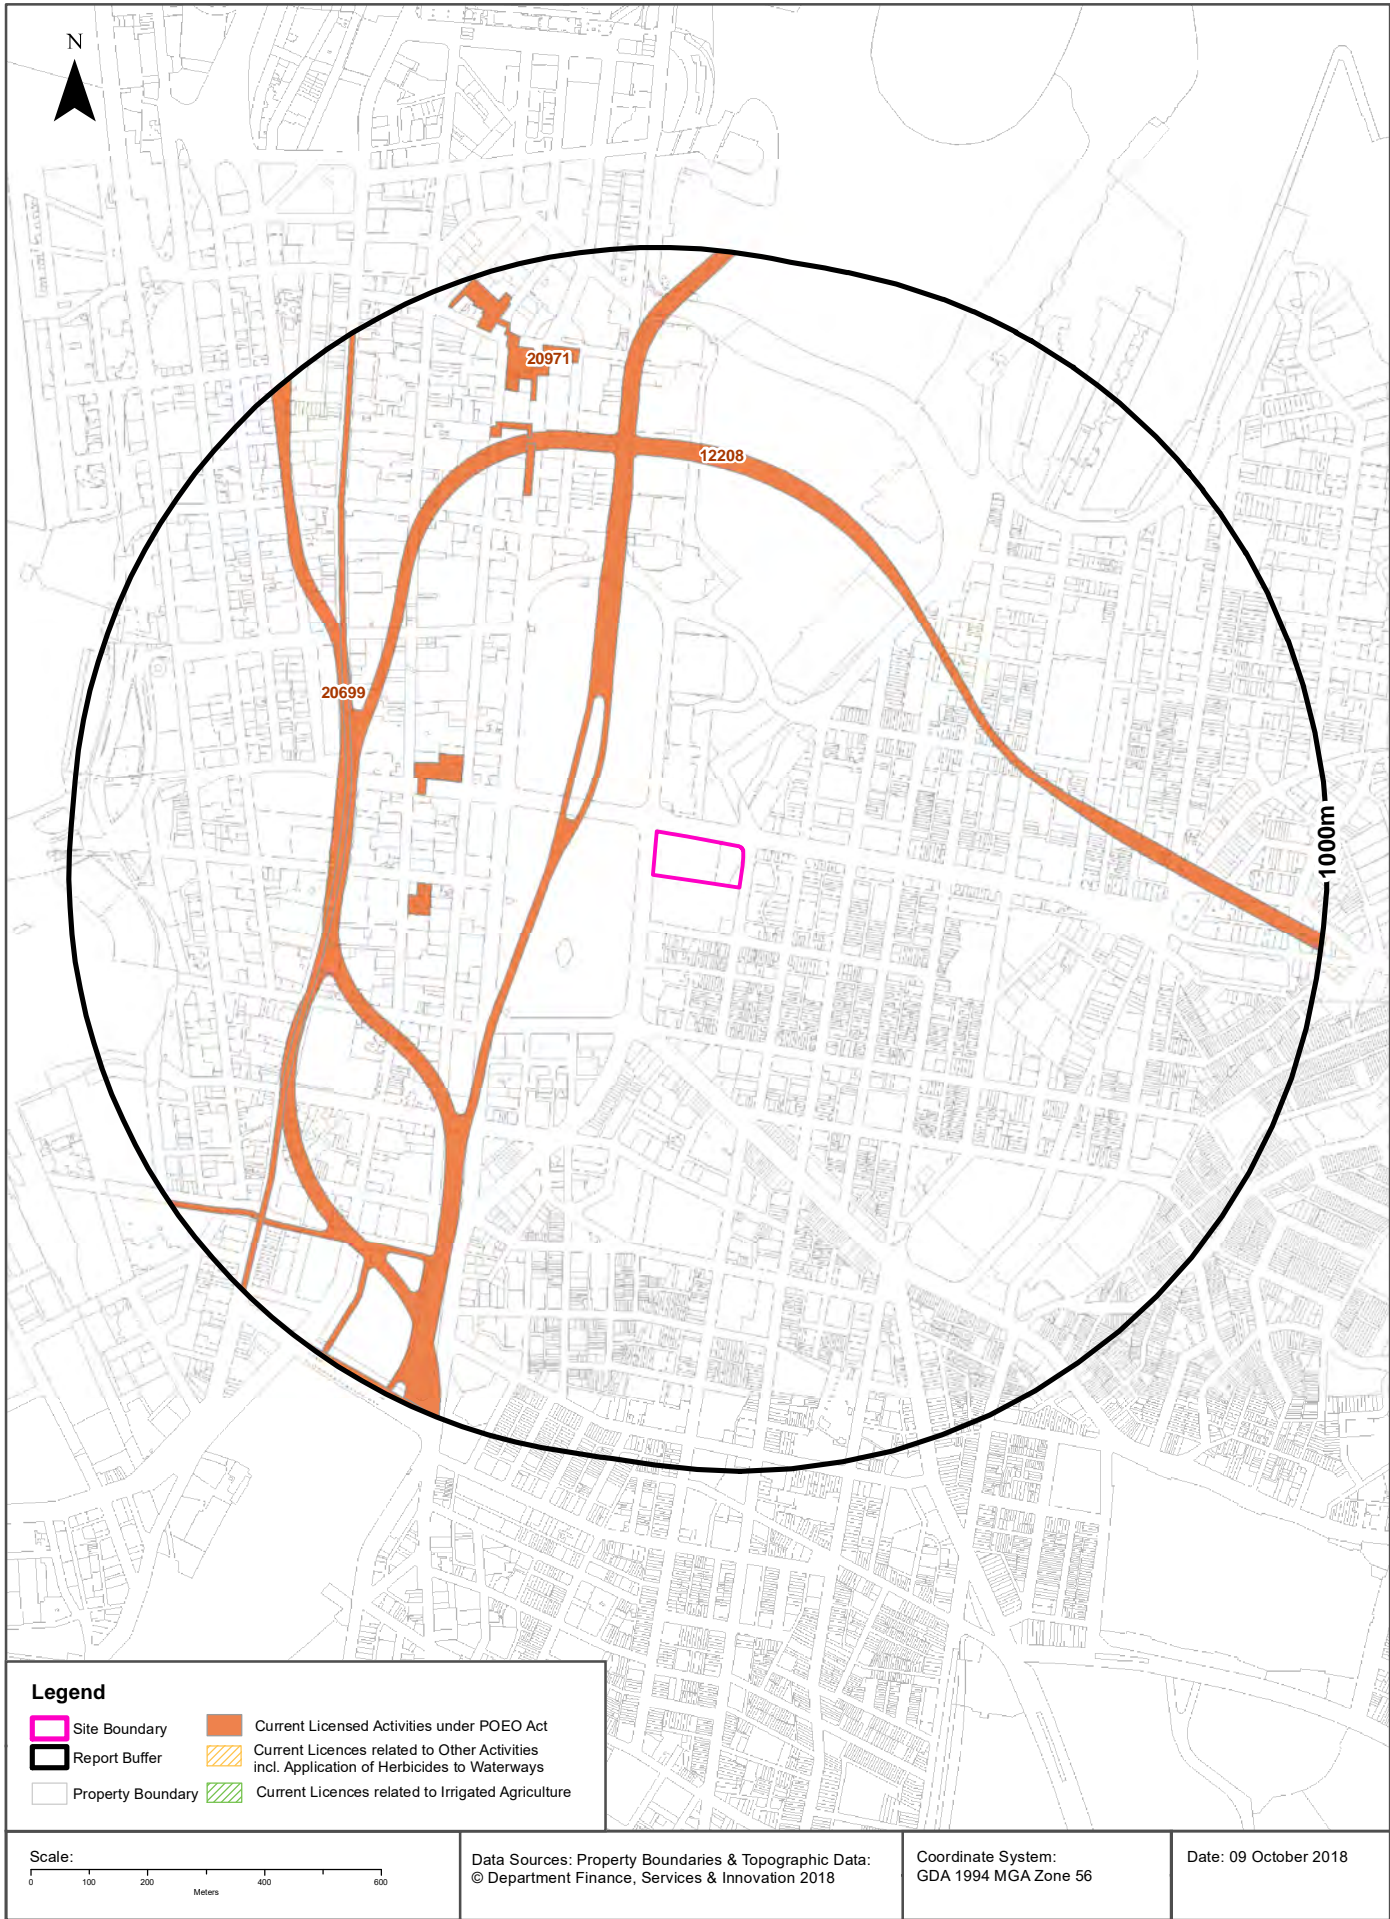 N
20971
12208
20699
1000m
Legend
Site Boundary
Report Buffer
Property Boundary
Current Licensed Activities under POEO Act
Current Licences related to Other Activities
incl. Application of Herbicides to Waterways
Current Licences related to Irrigated Agriculture
Scale:
0 100 200 400 600
Meters
Data Sources: Property Boundaries & Topographic Data:
© Department Finance, Services & Innovation 2018
Coordinate System:
GDA 1994 MGA Zone 56
Date: 09 October 2018